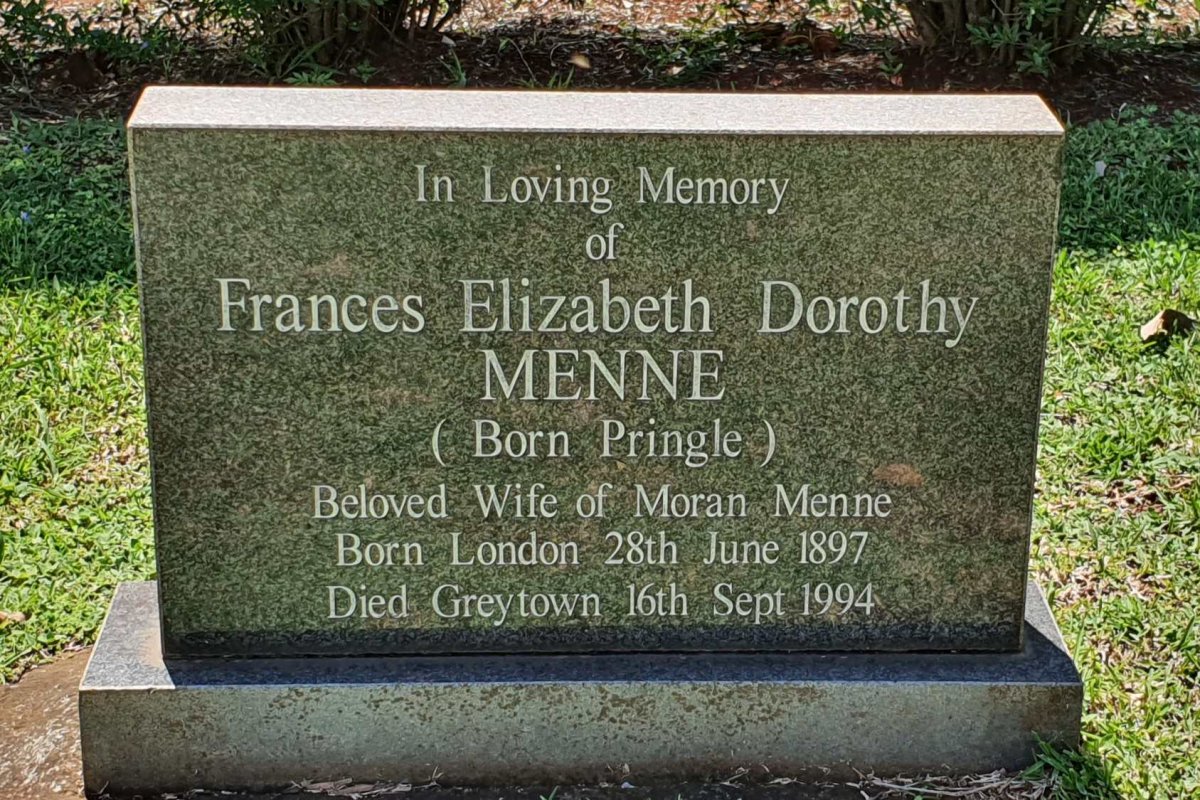 In Loving Memory
of
Frances Elizabeth Dorothy
MENNE
( Born Pringle )
Beloved Wife of Moran Menne
Born London 28th June 1897
Died Greytown 16th Sept 1994